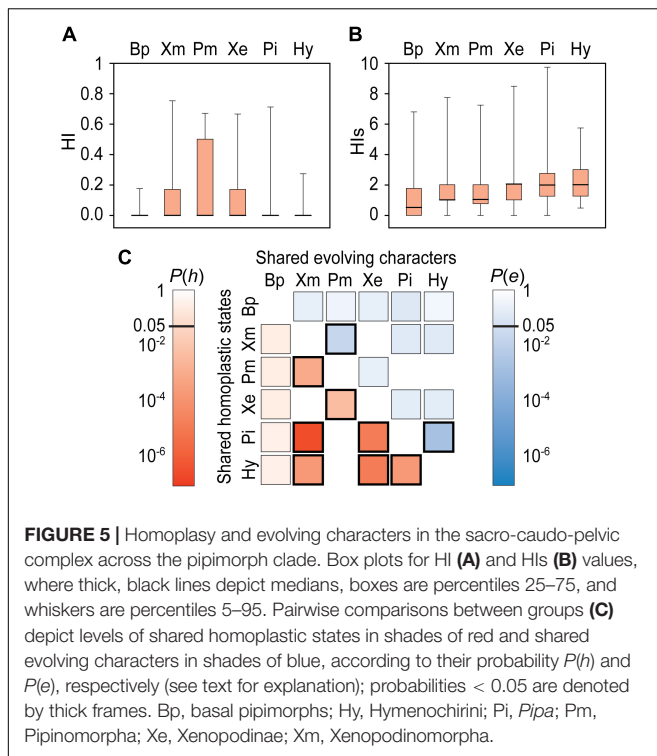 A
Bp Xm Pm Xe Pi Hy
HI
1
0.8
0.6
0.4
0.2
0.0
B
Bp Xm Pm Xe Pi Hy
HIs
10
8
6
4
2
0
C
Shared evolving characters
Bp Xm Pm Xe Pi Hy
P(h)
1
0.05
10-2
10-4
10-6
Shared homoplastic states
Bp
Xm
Pm
Xe
Pi
Hy
P(e)
1
0.05
10-2
10-4
10-6
FIGURE 5 | Homoplasy and evolving characters in the sacro-caudo-pelvic
complex across the pipimorph clade. Box plots for HI (A) and HIs (B) values,
where thick, black lines depict medians, boxes are percentiles 25–75, and
whiskers are percentiles 5–95. Pairwise comparisons between groups (C)
depict levels of shared homoplastic states in shades of red and shared
evolving characters in shades of blue, according to their probability P(h) and
P(e), respectively (see text for explanation); probabilities < 0.05 are denoted
by thick frames. Bp, basal pipimorphs; Hy, Hymenochirini; Pi, Pipa; Pm,
Pipinomorpha; Xe, Xenopodinae; Xm, Xenopodinomorpha.